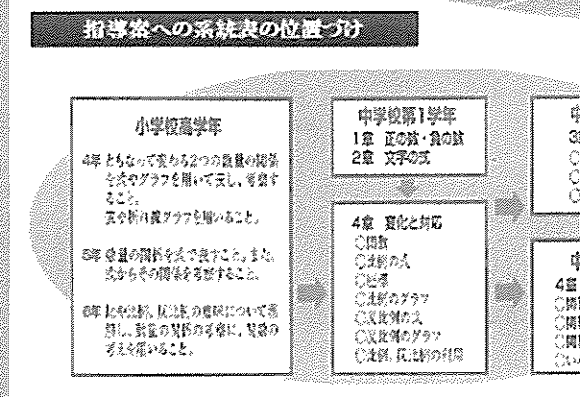 指導案への系統表の位置づけ
小学校高学年
4年 ともなって変わる2つの数量の関係
を式やグラフを用いて表し、考察す
ること。
表や折れ線グラフを用いること。
5年 数量の関係を式で表すこと。また、
式からその関係を考察すること。
6年 比や比例、反比例の意味について理
解し、数量の関係の考察に、関数の
考えを用いること。
中学校第1学年
1章 正の数・負の数
2章 文字の式
4章 変化と対応
○関数
○比例の式
○座標
○比例のグラフ
○反比例の式
○反比例のグラフ
○比例、反比例の利用
4章